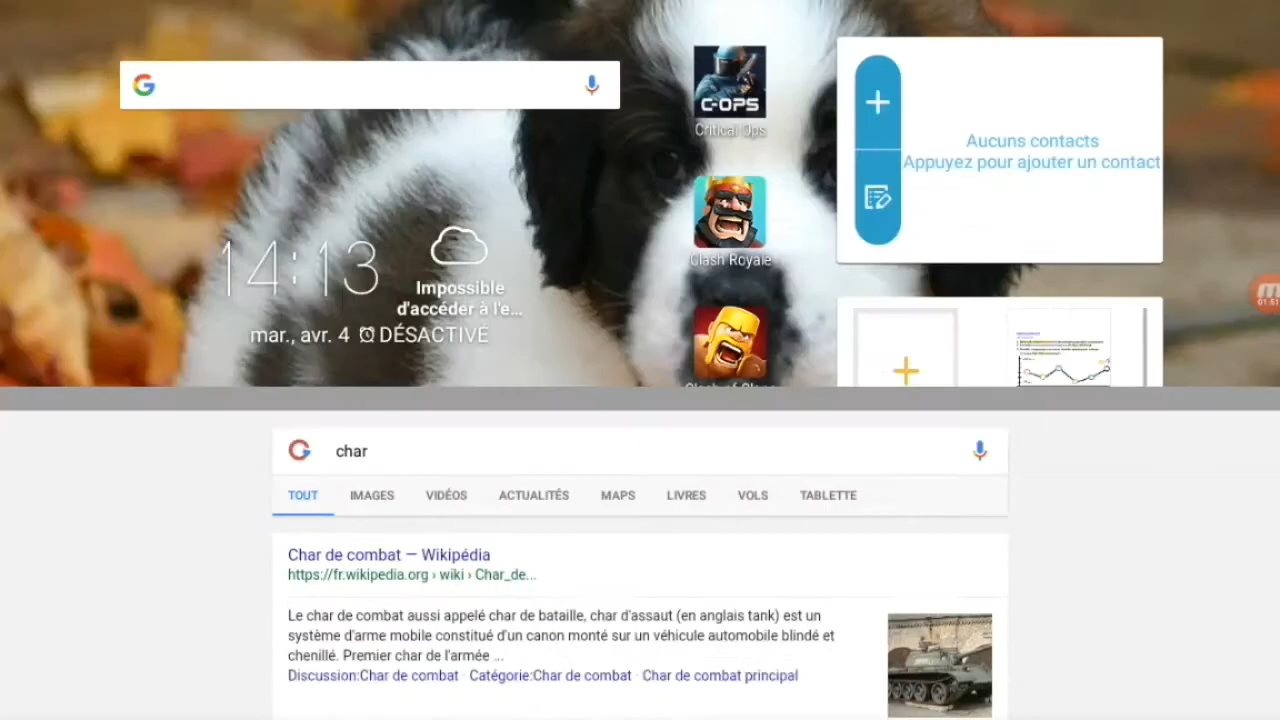 C-OPS
Critical Ops
Clash Royale
14:13
Impossible
d'accéder à l'e...
mar., avr. 4 DÉSACTIVÉ
Aucuns contacts
Appuyez pour ajouter un contact
char
TOUT IMAGES VIDÉOS ACTUALITÉS MAPS LIVRES VOLS TABLETTE
Char de combat — Wikipédia
https://fr.wikipedia.org › wiki › Char_de...
Le char de combat aussi appelé char de bataille, char d'assaut (en anglais tank) est un
système d'arme mobile constitué d'un canon monté sur un véhicule automobile blindé et
chenillé. Premier char de l'armée ...
Discussion:Char de combat · Catégorie:Char de combat · Char de combat principal